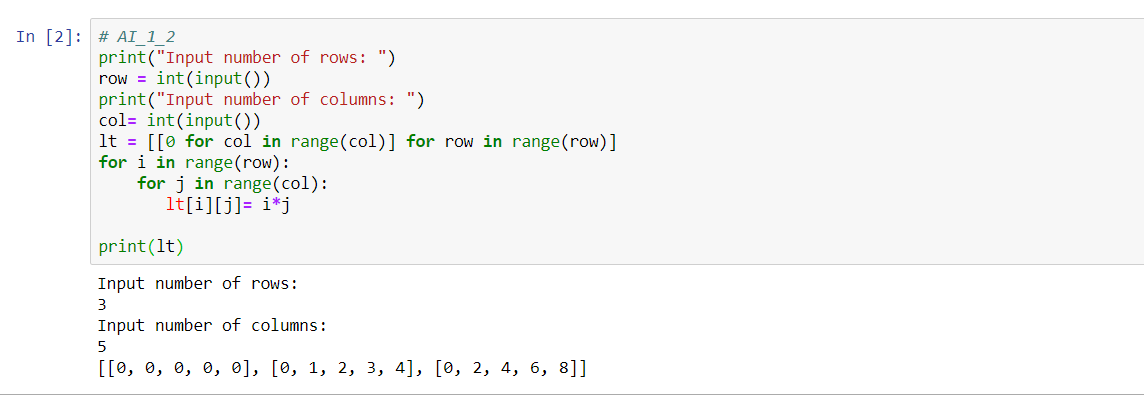 In [2]: # AI_1_2
print("Input number of rows: ")
row = int(input())
print("Input number of columns: ")
col= int(input())
lt = [[0 for col in range(col)] for row in range(row)]
for i in range(row):
    for j in range(col):
       lt[i][j]= i*j
print(lt)
Input number of rows:
3
Input number of columns:
5
[[0, 0, 0, 0, 0], [0, 1, 2, 3, 4], [0, 2, 4, 6, 8]]